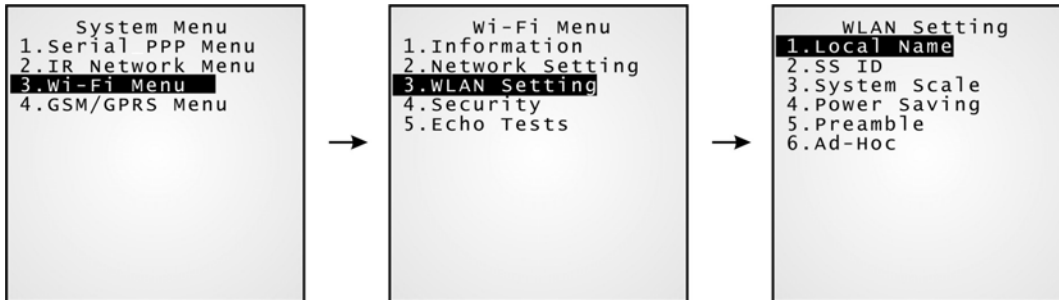 System Menu
1.Serial PPP Menu
2.IR Network Menu
3.Wi-Fi Menu
4.GSM/GPRS Menu
Wi-Fi Menu
1.Information
2.Network Setting
3.WLAN Setting
4.Security
5.Echo Tests
WLAN Setting
1.Local Name
2.SS ID
3.System Scale
4.Power Saving
5.Preamble
6.Ad-Hoc